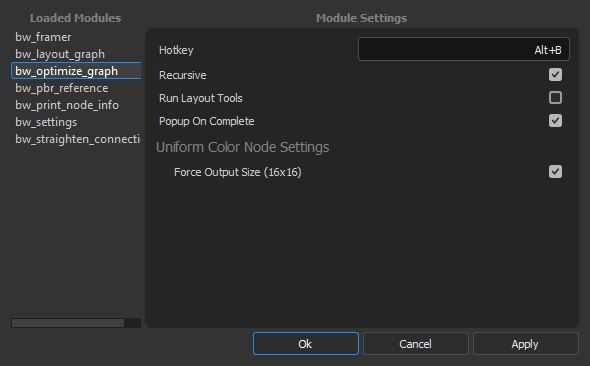 Loaded Modules
Module Settings
bw_framer
bw_layout_graph
bw_optimize_graph
bw_pbr_reference
bw_print_node_info
bw_settings
bw_straighten_connecti
Hotkey
Alt+B
Recursive
Run Layout Tools
Popup On Complete
Uniform Color Node Settings
Force Output Size (16x16)
Ok
Cancel
Apply